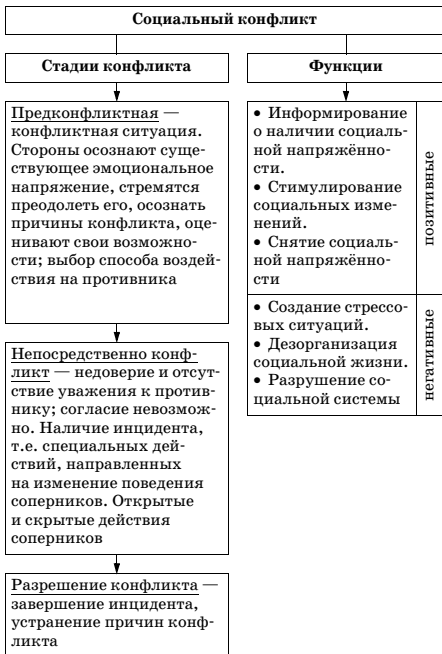 Социальный конфликт
Стадии конфликта
Предконфликтная —
конфликтная ситуация.
Стороны осознают суще-
ствующее эмоциональное
напряжение, стремятся
преодолеть его, осознать
причины конфликта, оце-
нивают свои возможно-
сти; выбор способа воздей-
ствия на противника
Непосредственно конф-
ликт — недоверие и отсут-
ствие уважения к против-
нику; согласие невозмож-
но. Наличие инцидента,
т.е. специальных дей-
ствий, направленных
на изменение поведения
соперников. Открытые
и скрытые действия
соперников
Разрешение конфликта —
завершение инцидента,
устранение причин конф-
ликта
Функции
• Информирование
о наличии социаль-
ной напряжённо-
сти.
• Стимулирование
социальных изме-
нений.
• Снятие социаль-
ной напряжённо-
сти
позитивные
• Создание стрессо-
вых ситуаций.
• Дезорганизация
социальной жизни.
• Разрушение со-
циальной системы
негативные